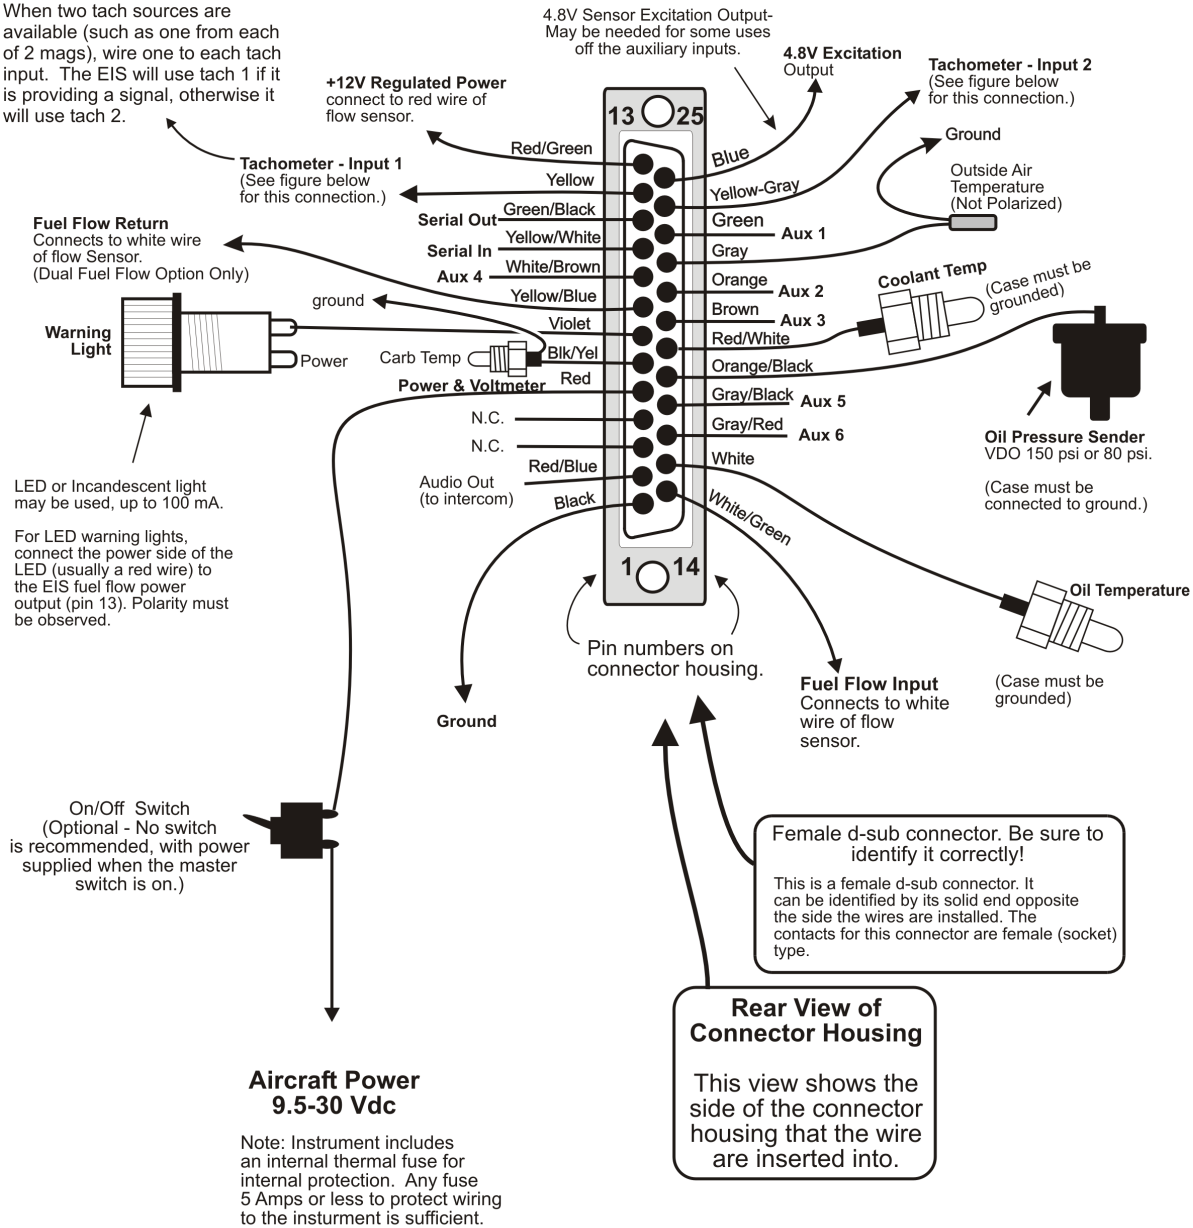 When two tach sources are
available (such as one from each
of 2 mags), wire one to each tach
input.  The EIS will use tach 1 if it
is providing a signal, otherwise it
will use tach 2.
4.8V Sensor Excitation Output-
May be needed for some uses
off the auxiliary inputs.
4.8V Excitation
Output
+12V Regulated Power
connect to red wire of
flow sensor.
Tachometer - Input 2
(See figure below
for this connection.)
Tachometer - Input 1
(See figure below
for this connection.)
Ground
Outside Air
Temperature
(Not Polarized)
13
25
Red/Green
Blue
Yellow
Yellow-Gray
Serial Out
Green/Black
Green
Aux 1
Serial In
Yellow/White
Gray
Aux 4
White/Brown
Orange
Aux 2
Yellow/Blue
Brown
Aux 3
Violet
Red/White
Blk/Yel
Orange/Black
Red
Gray/Black
Aux 5
N.C.
Gray/Red
Aux 6
N.C.
White
Red/Blue
Audio Out
(to intercom)
Black
White/Green
1
14
Fuel Flow Return
Connects to white wire
of flow Sensor.
(Dual Fuel Flow Option Only)
ground
Warning
Light
Power
Carb Temp
Power & Voltmeter
Coolant Temp
(Case must be
grounded)
Oil Pressure Sender
VDO 150 psi or 80 psi.
(Case must be
connected to ground.)
LED or Incandescent light
may be used, up to 100 mA.
For LED warning lights,
connect the power side of the
LED (usually a red wire) to
the EIS fuel flow power
output (pin 13). Polarity must
be observed.
Oil Temperature
(Case must be
grounded)
Pin numbers on
connector housing.
Fuel Flow Input
Connects to white
wire of flow
sensor.
Ground
On/Off  Switch
(Optional - No switch
is recommended, with power
supplied when the master
switch is on.)
Female d-sub connector. Be sure to
identify it correctly!
This is a female d-sub connector. It
can be identified by its solid end opposite
the side the wires are installed. The
contacts for this connector are female (socket)
type.
Rear View of
Connector Housing
This view shows the
side of the connector
housing that the wire
are inserted into.
Aircraft Power
9.5-30 Vdc
Note: Instrument includes
an internal thermal fuse for
internal protection.  Any fuse
5 Amps or less to protect wiring
to the insturment is sufficient.